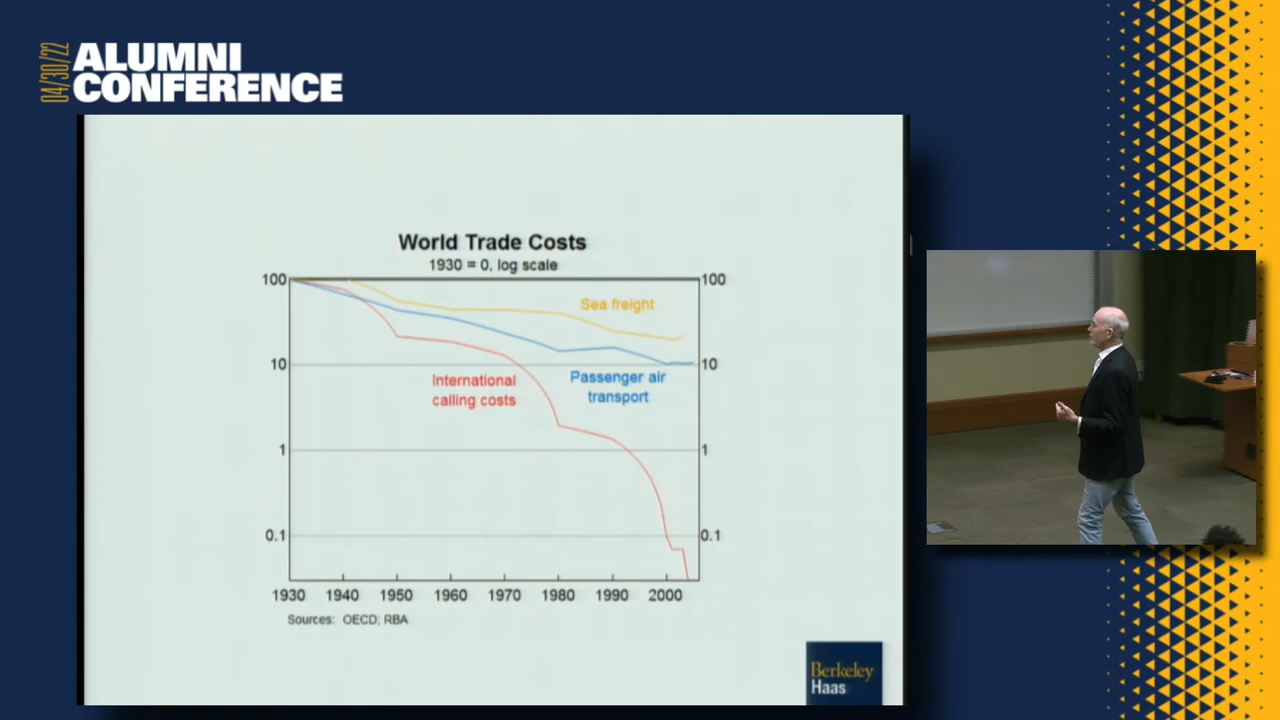 04/30/22
ALUMNI
CONFERENCE
World Trade Costs
1930 = 0, log scale
100
100
Sea freight
10
10
International
calling costs
Passenger air
transport
1
1
0.1
0.1
1930 1940 1950 1960 1970 1980 1990 2000
Sources: OECD; RBA
Berkeley
Haas